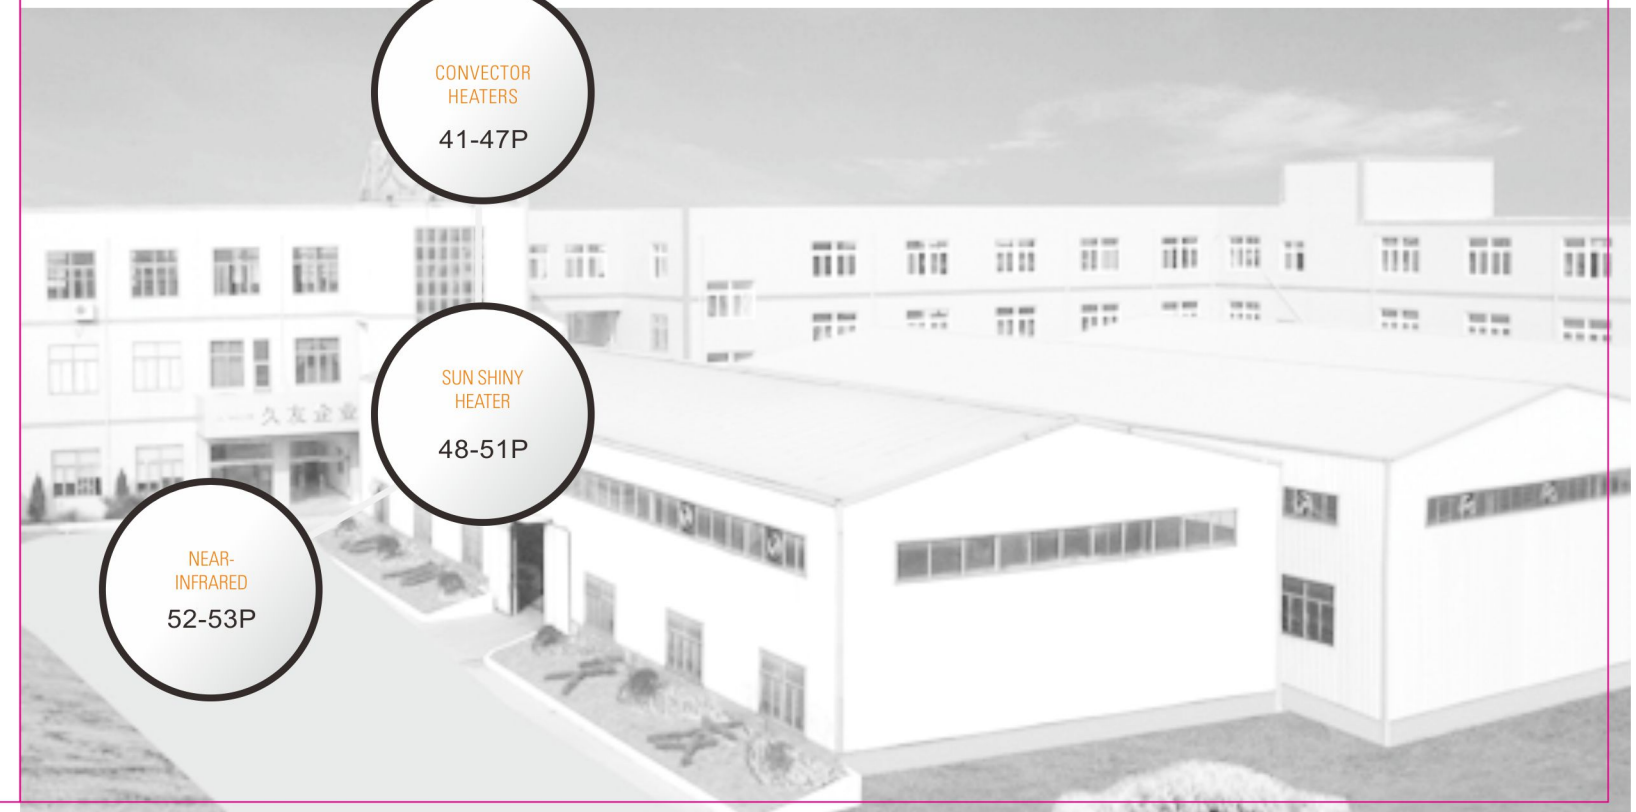 CONVECTOR
HEATERS
41-47P
SUN SHINY
HEATER
48-51P
久友企业
NEAR-
INFRARED
52-53P